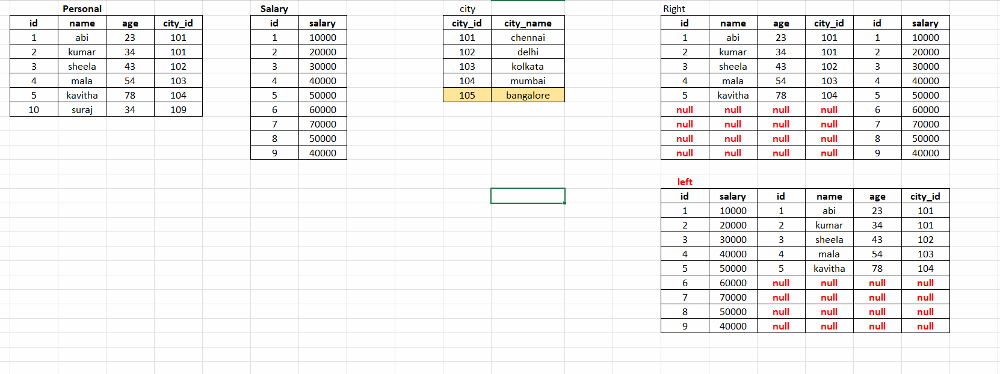 Personal Salary city Right
id name age city_id id salary city_id city_name id name age city_id id salary
1 abi 23 101 1 10000 101 chennai 1 abi 23 101 1 10000
2 kumar 34 101 2 20000 102 delhi 2 kumar 34 101 2 20000
3 sheela 43 102 3 30000 103 kolkata 3 sheela 43 102 3 30000
4 mala 54 103 4 40000 104 mumbai 4 mala 54 103 4 40000
5 kavitha 78 104 5 50000 105 bangalore 5 kavitha 78 104 5 50000
10 suraj 34 109 6 60000 null null null null 6 60000
7 70000 null null null null 7 70000
8 50000 null null null null 8 50000
9 40000 null null null null 9 40000
left
id salary id name age city_id
1 10000 1 abi 23 101
2 20000 2 kumar 34 101
3 30000 3 sheela 43 102
4 40000 4 mala 54 103
5 50000 5 kavitha 78 104
6 60000 null null null null
7 70000 null null null null
8 50000 null null null null
9 40000 null null null null